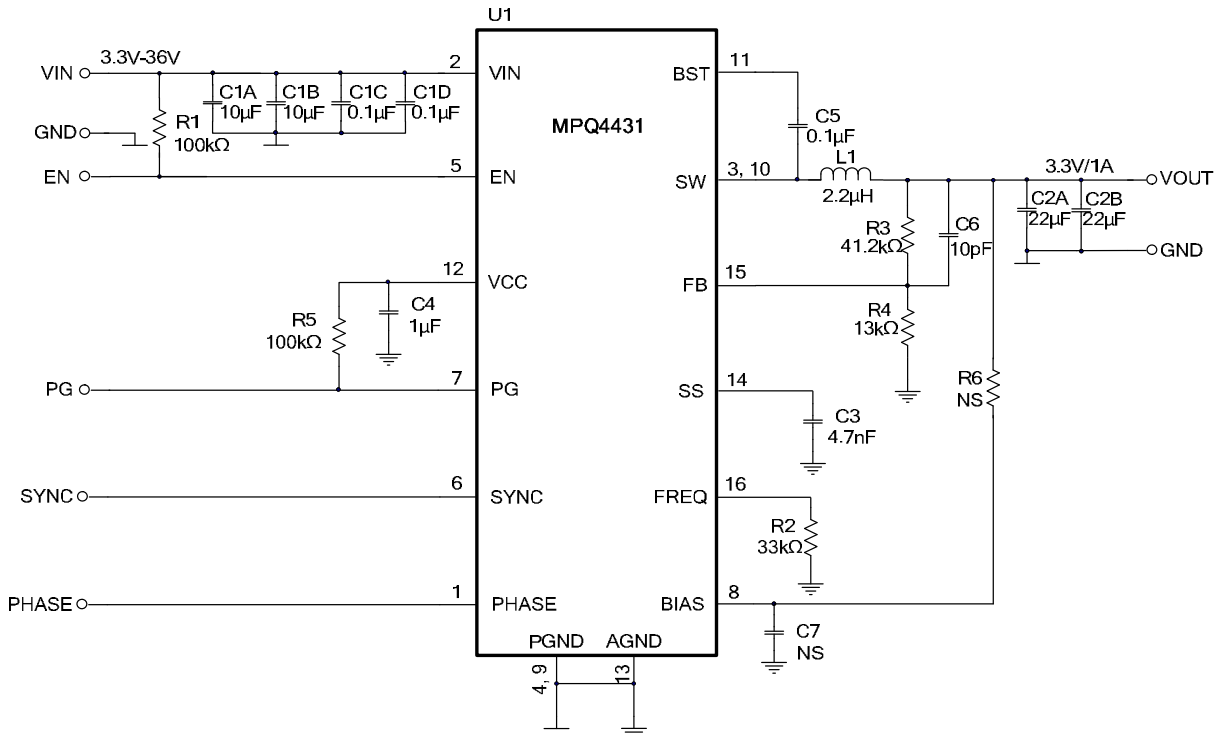 U1
MPQ4431
VIN
3.3V-36V
2
VIN
C1A
10µF
C1B
10µF
C1C
0.1µF
C1D
0.1µF
GND
R1
100kΩ
EN
5
EN
12
VCC
C4
1µF
R5
100kΩ
PG
7
PG
SYNC
6
SYNC
PHASE
1
PHASE
BST
11
C5
0.1µF
SW
3, 10
L1
2.2µH
3.3V/1A
VOUT
C2A
22µF
C2B
22µF
GND
R3
41.2kΩ
C6
10pF
FB
15
R4
13kΩ
SS
14
C3
4.7nF
R6
NS
FREQ
16
R2
33kΩ
BIAS
8
C7
NS
PGND
AGND
4, 9
13